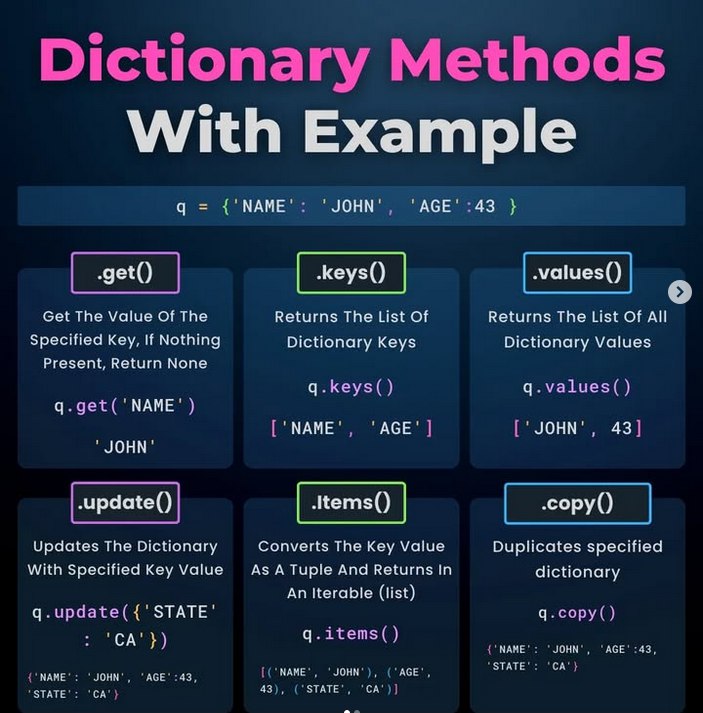 Dictionary Methods
With Example
q = {'NAME': 'JOHN', 'AGE':43 }
.get()
Get The Value Of The
Specified Key, If Nothing
Present, Return None
q.get('NAME')
'JOHN'
.keys()
Returns The List Of
Dictionary Keys
q.keys()
['NAME', 'AGE']
.values()
Returns The List Of All
Dictionary Values
q.values()
['JOHN', 43]
.update()
Updates The Dictionary
With Specified Key Value
q.update({'STATE'
: 'CA'})
{'NAME': 'JOHN', 'AGE':43,
'STATE': 'CA'}
.Items()
Converts The Key Value
As A Tuple And Returns In
An Iterable (list)
q.items()
[('NAME', 'JOHN'), ('AGE',
43), ('STATE', 'CA')]
.copy()
Duplicates specified
dictionary
q.copy()
{'NAME': 'JOHN', 'AGE':43,
'STATE': 'CA'}